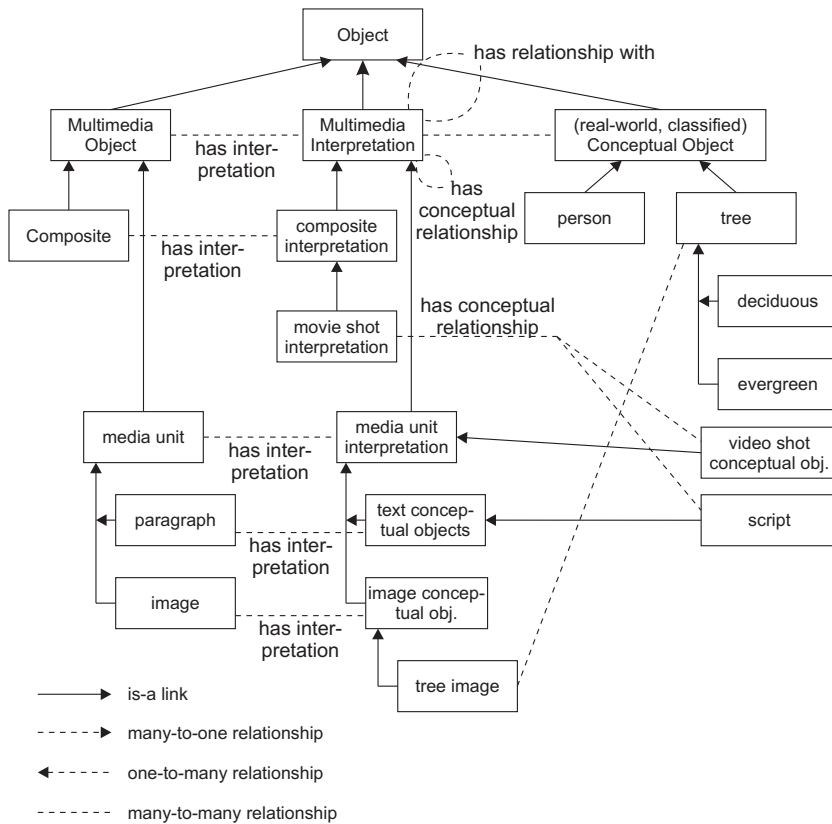 Object
has relationship with
Multimedia
Object
has inter-
pretation
Multimedia
Interpretation
(real-world, classified)
Conceptual Object
has
conceptual
relationship
person
tree
Composite
has inter-
pretation
composite
interpretation
deciduous
movie shot
interpretation
has conceptual
relationship
evergreen
media unit
has inter-
pretation
media unit
interpretation
video shot
conceptual obj.
paragraph
has inter-
pretation
text concep-
tual objects
script
image
has inter-
pretation
image concep-
tual obj.
tree image
is-a link
many-to-one relationship
one-to-many relationship
many-to-many relationship